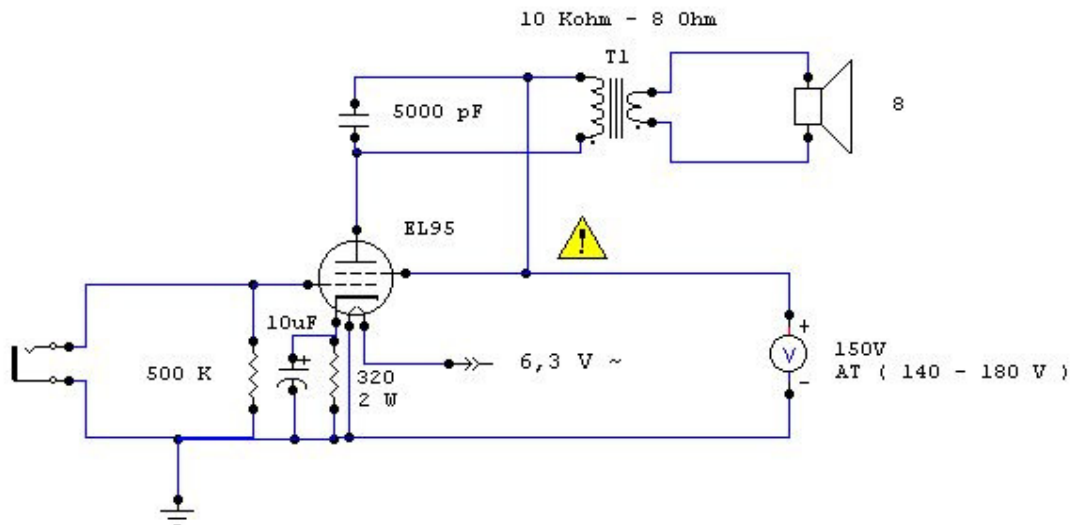 10 Kohm - 8 Ohm
T1
5000 pF
8
EL95
10uF
500 K
320
2 W
6,3 V ~
+
V
-
150V
AT ( 140 - 180 V )